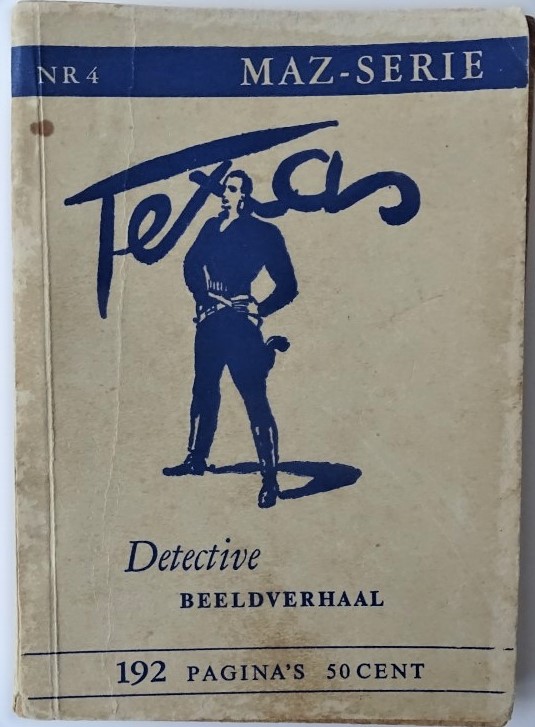 NR 4 MAZ-SERIE
Texas
Detective
BEELDVERHAAL
192 PAGINA'S 50 CENT